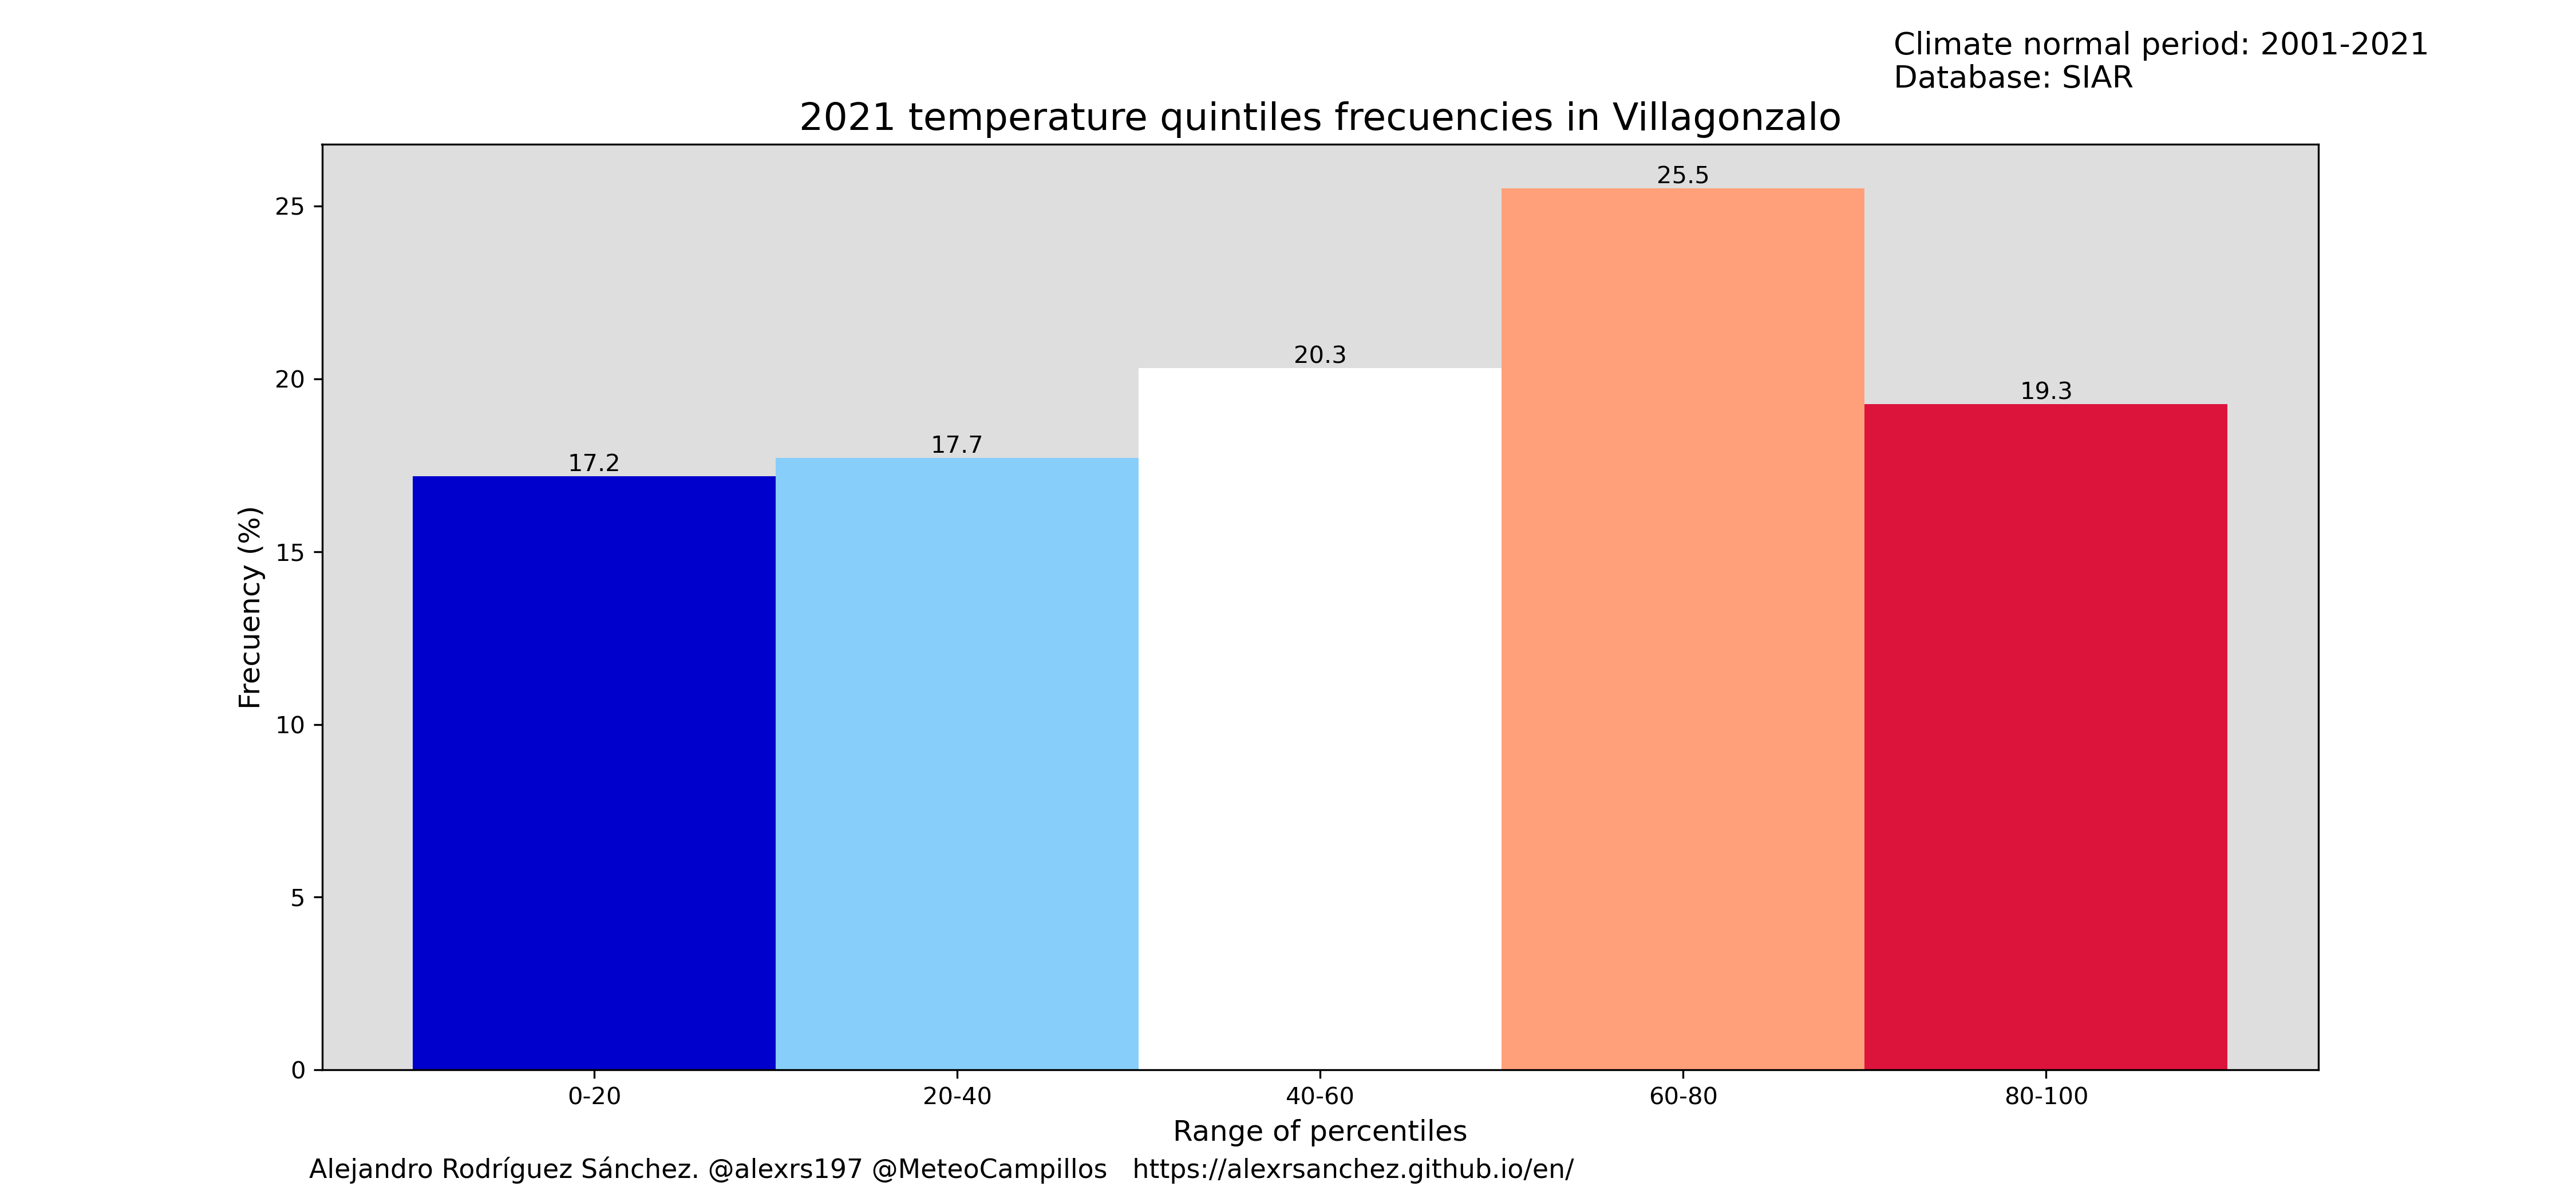 Climate normal period: 2001-2021
Database: SIAR
2021 temperature quintiles frecuencies in Villagonzalo
25.5
25
20.3
20
19.3
17.7
17.2
15
Frecuency (%)
10
5
0
0-20 20-40 40-60 60-80 80-100
Range of percentiles
Alejandro Rodríguez Sánchez. @alexrs197 @MeteoCampillos https://alexrsanchez.github.io/en/